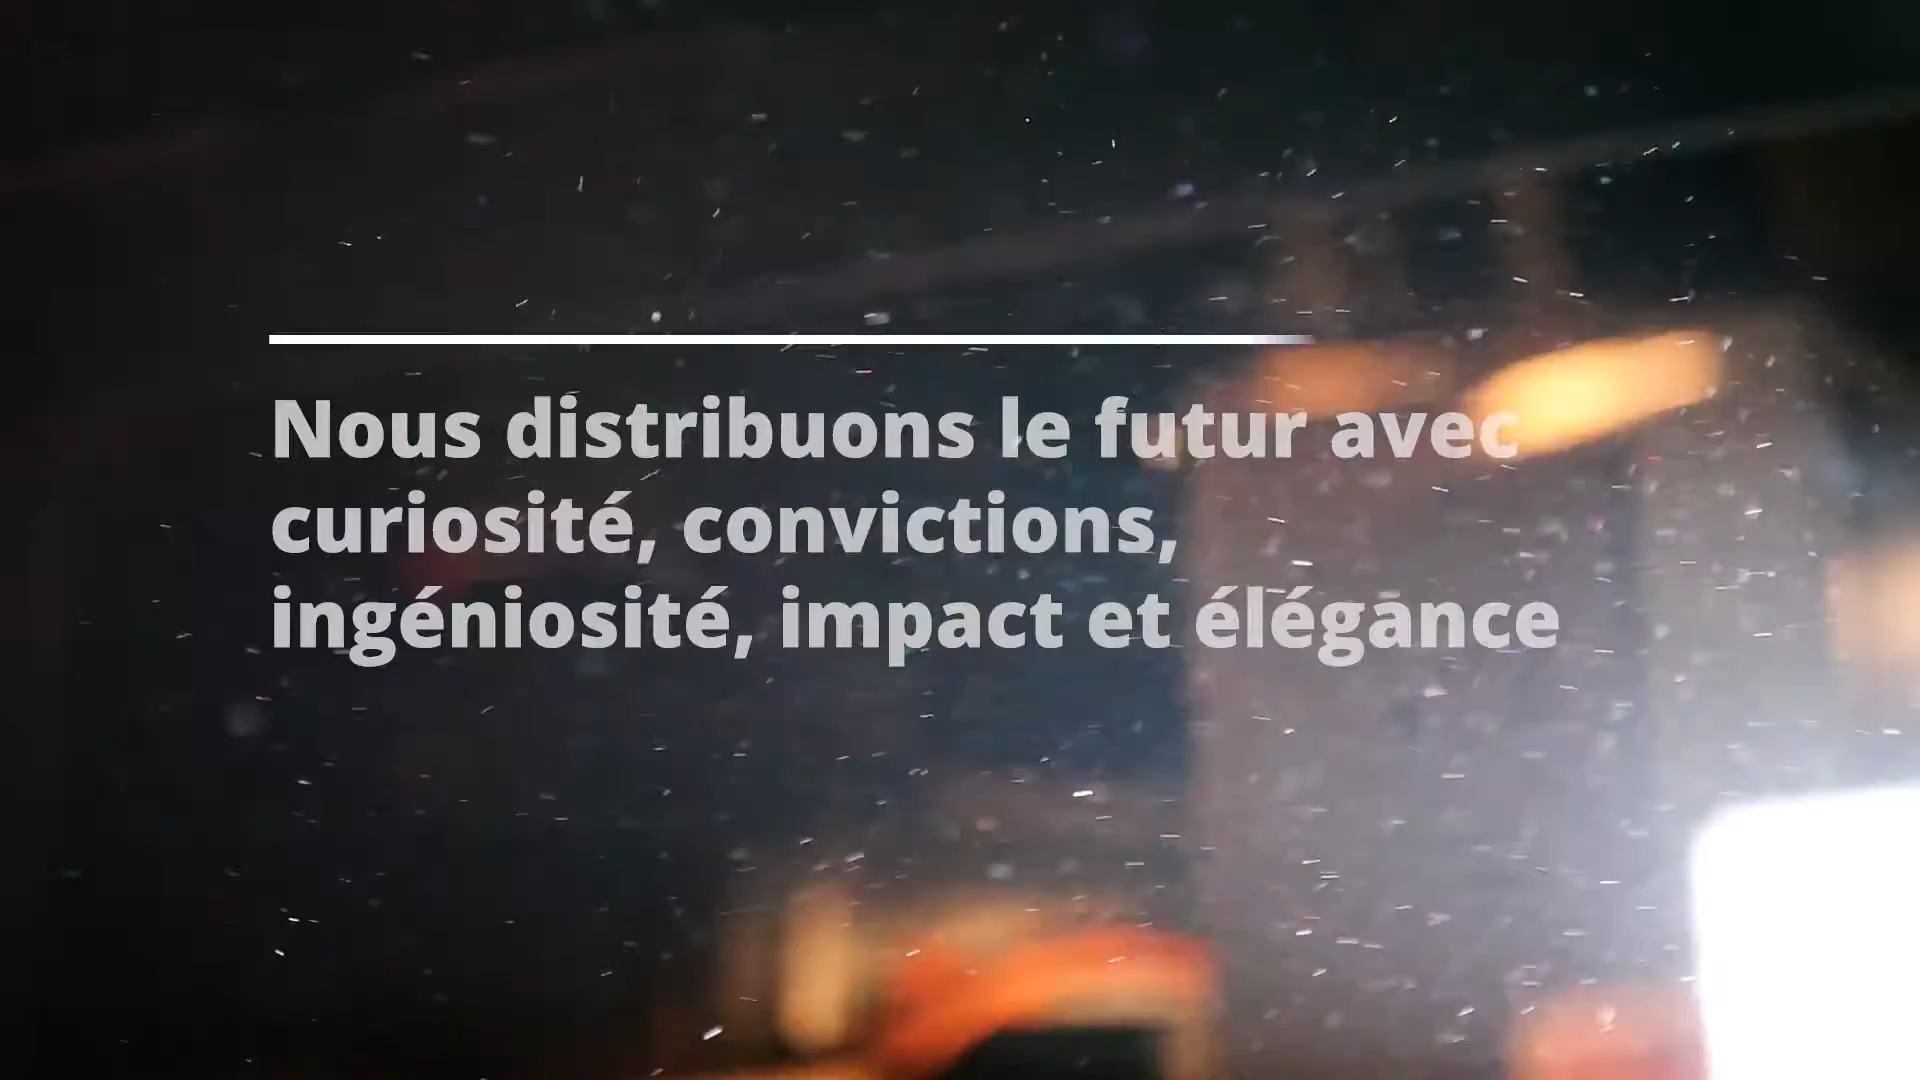 Nous distribuons le futur avec
curiosité, convictions,
ingéniosité, impact et élégance